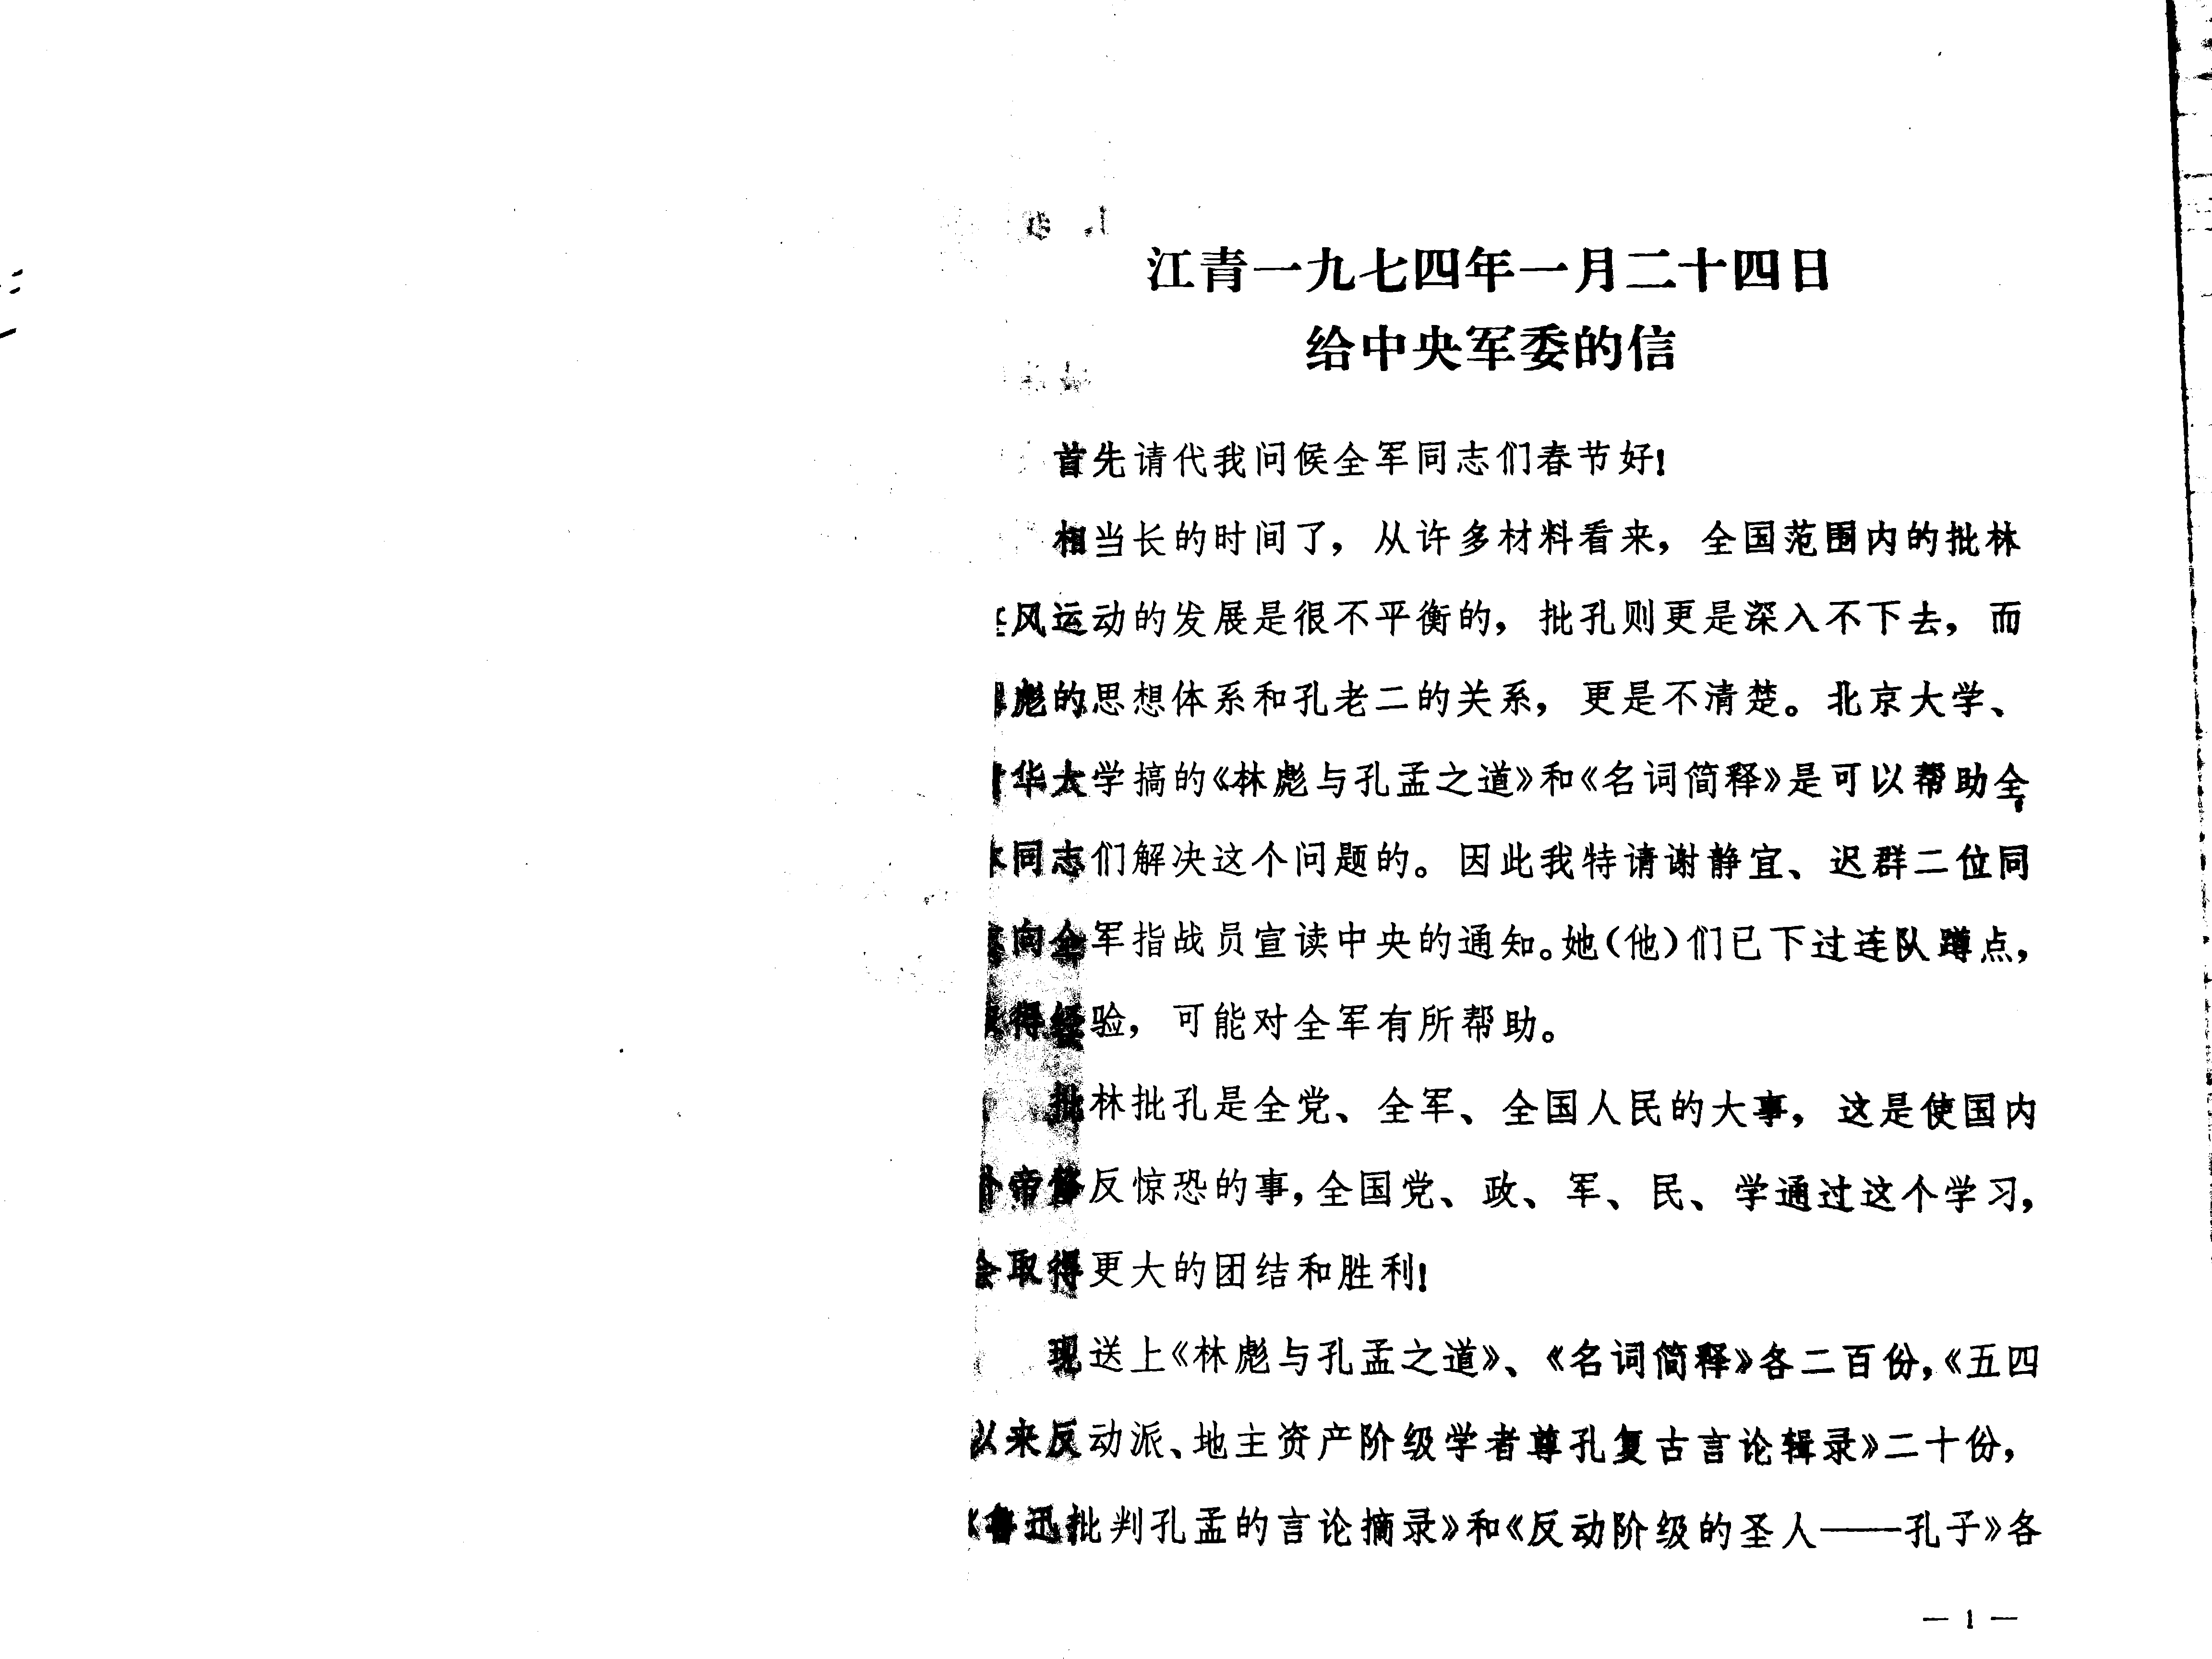 江青一九七四年一月二十四日
给中央军委的信
首先请代我问候全军同志们春节好!
相当长的时间了，从许多材料看来，全国范围内的批林
风运动的发展是很不平衡的，批孔则更是深入不下去，而
彪的思想体系和孔老二的关系，更是不清楚。北京大学、
华大学搞的《林彪与孔孟之道》和《名词简释》是可以帮助全
同志们解决这个问题的。因此我特请谢静宜、迟群二位同
向全军指战员宣读中央的通知。她(他)们已下过连队蹲点，
得经验，可能对全军有所帮助。
批林批孔是全党、全军、全国人民的大事，这是使国内
帝修反惊恐的事，全国党、政、军、民、学通过这个学习，
会取得更大的团结和胜利!
现送上《林彪与孔孟之道》、《名词简释》各二百份，《五四
以来反动派、地主资产阶级学者尊孔复古言论辑录》二十份，
《鲁迅批判孔孟的言论摘录》和《反动阶级的圣人——孔子》各
— 1 —